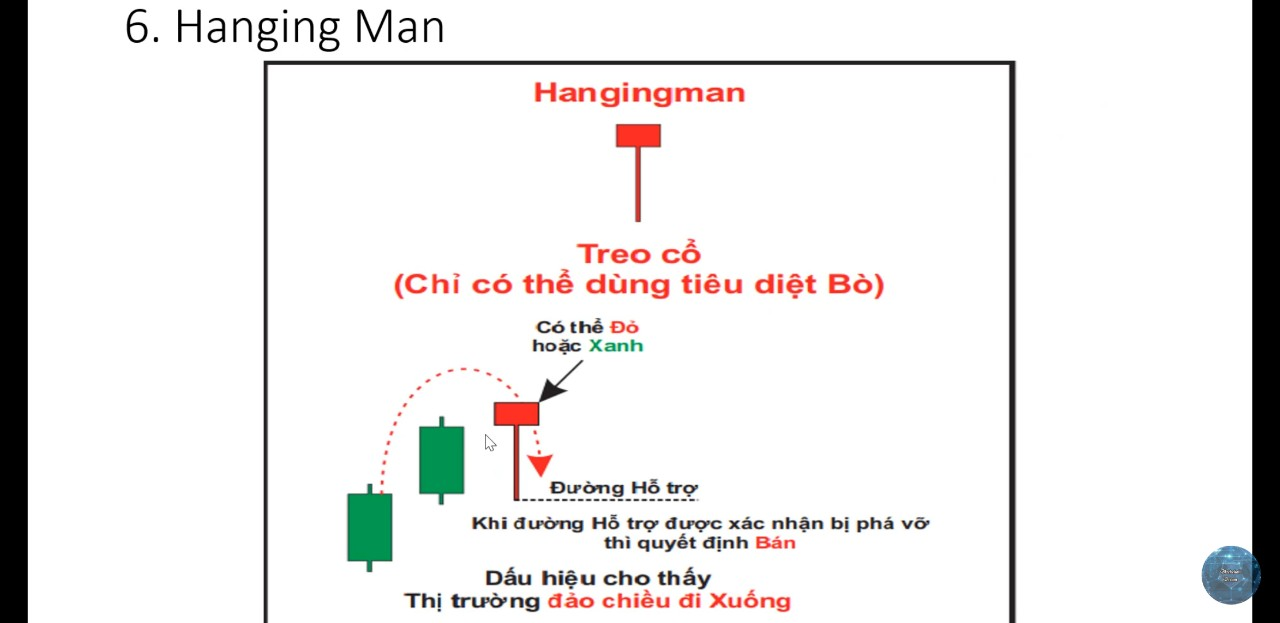 6. Hanging Man
Hangingman
Treo cổ
(Chỉ có thể dùng tiêu diệt Bò)
Có thể Đỏ
hoặc Xanh
Đường Hỗ trợ
Khi đường Hỗ trợ được xác nhận bị phá vỡ
thì quyết định Bán
Dấu hiệu cho thấy
Thị trường đảo chiều đi Xuống